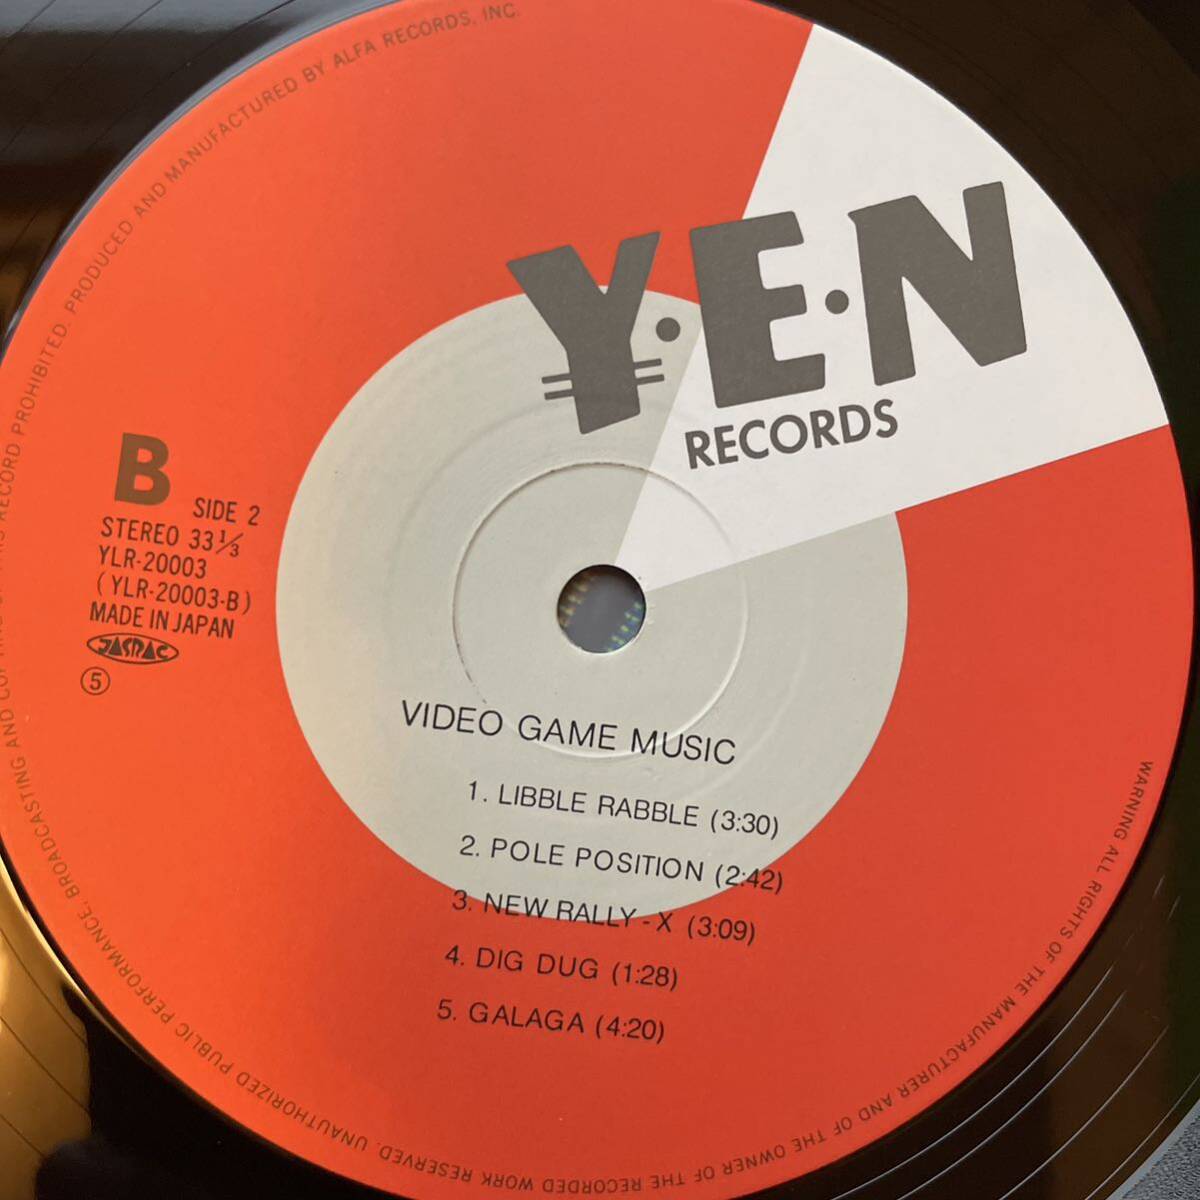 Y·E·N
RECORDS
B
SIDE 2
STEREO 33⅓
YLR-20003
(YLR-20003-B)
MADE IN JAPAN
JASRAC
⑤
VIDEO GAME MUSIC
1. LIBBLE RABBLE (3:30)
2. POLE POSITION (2:42)
3. NEW RALLY-X (3:09)
4. DIG DUG (1:28)
5. GALAGA (4:20)
WARNING ALL RIGHTS OF THE MANUFACTURER AND OF THE OWNER OF THE RECORDED WORK RESERVED. UNAUTHORIZED PUBLIC PERFORMANCE, BROADCASTING AND RECORD PROHIBITED. PRODUCED AND MANUFACTURED BY ALFA RECORDS, INC.